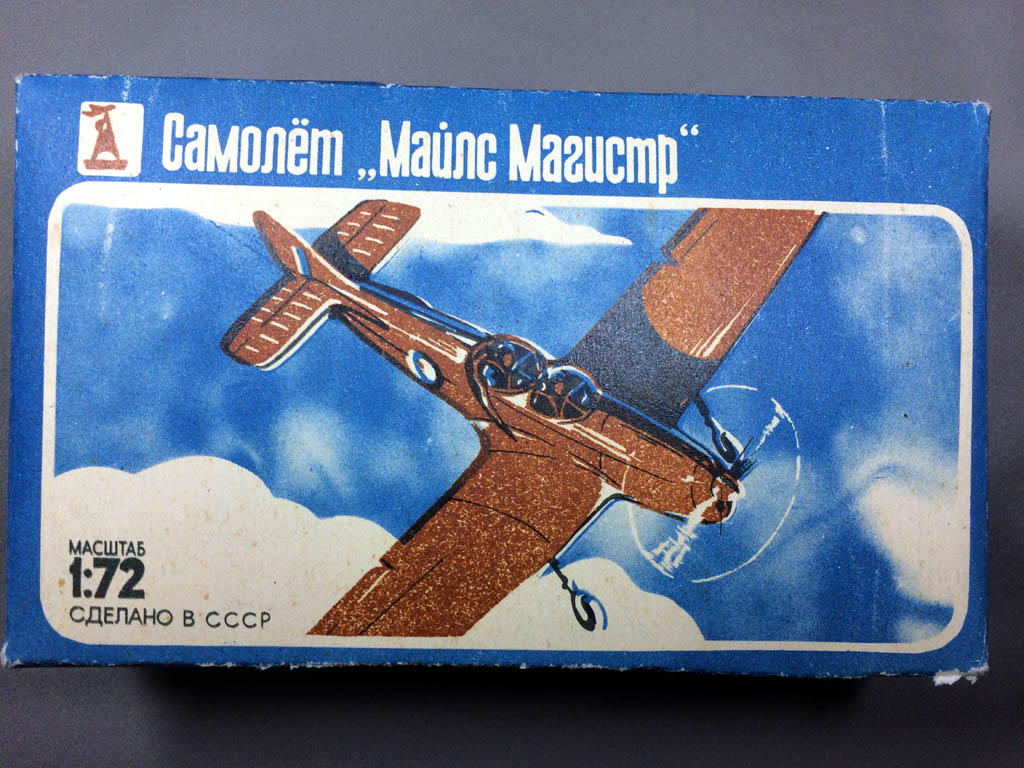 Самолёт „Майлс Магистр“
МАСШТАБ
1:72
СДЕЛАНО В СССР